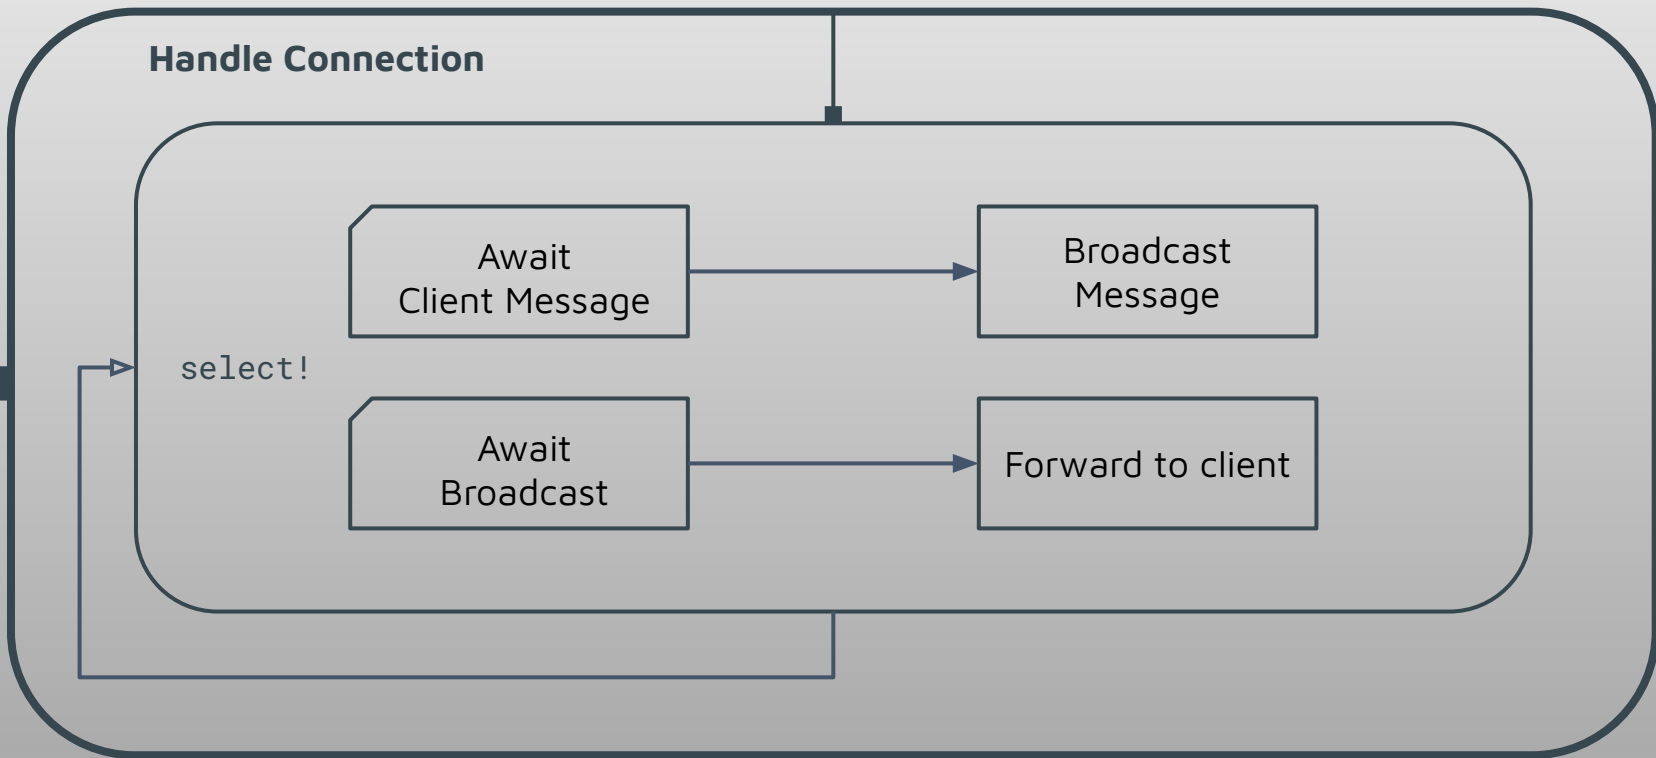 Handle Connection
Await
Client Message
Broadcast
Message
select!
Await
Broadcast
Forward to client